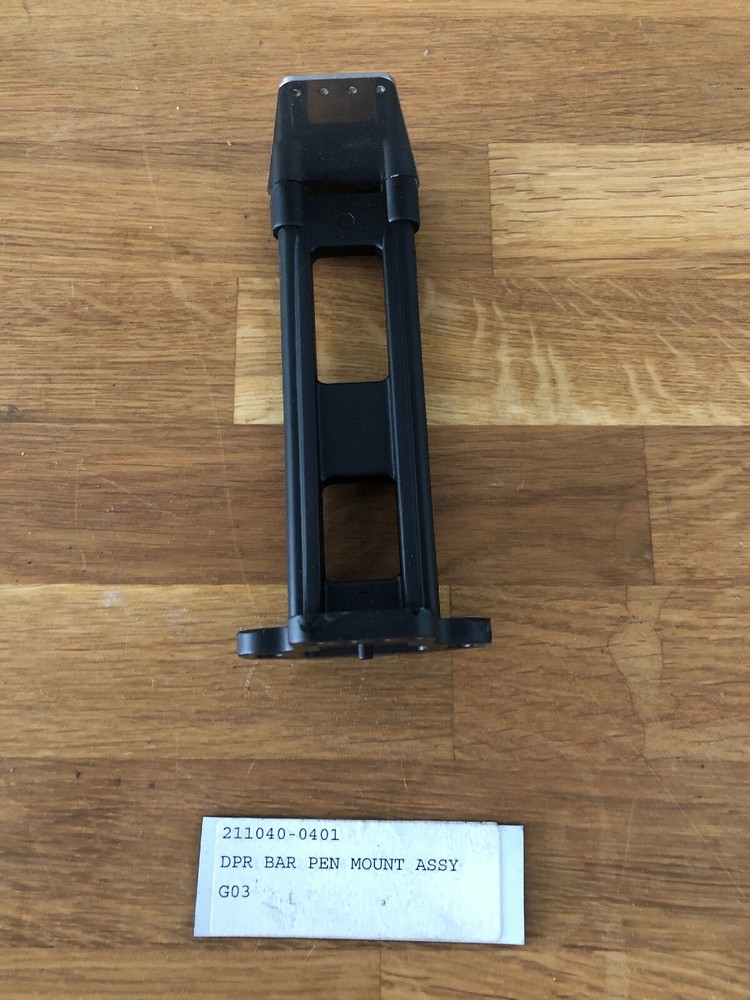 211040-0401
DPR BAR PEN MOUNT ASSY
G03